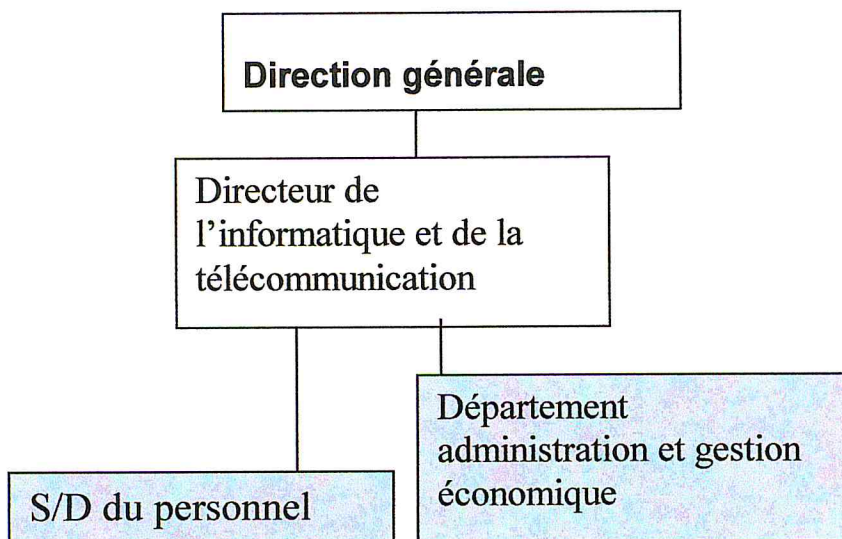 Direction générale
Directeur de
l’informatique et de la
télécommunication
Département
administration et gestion
économique
S/D du personnel